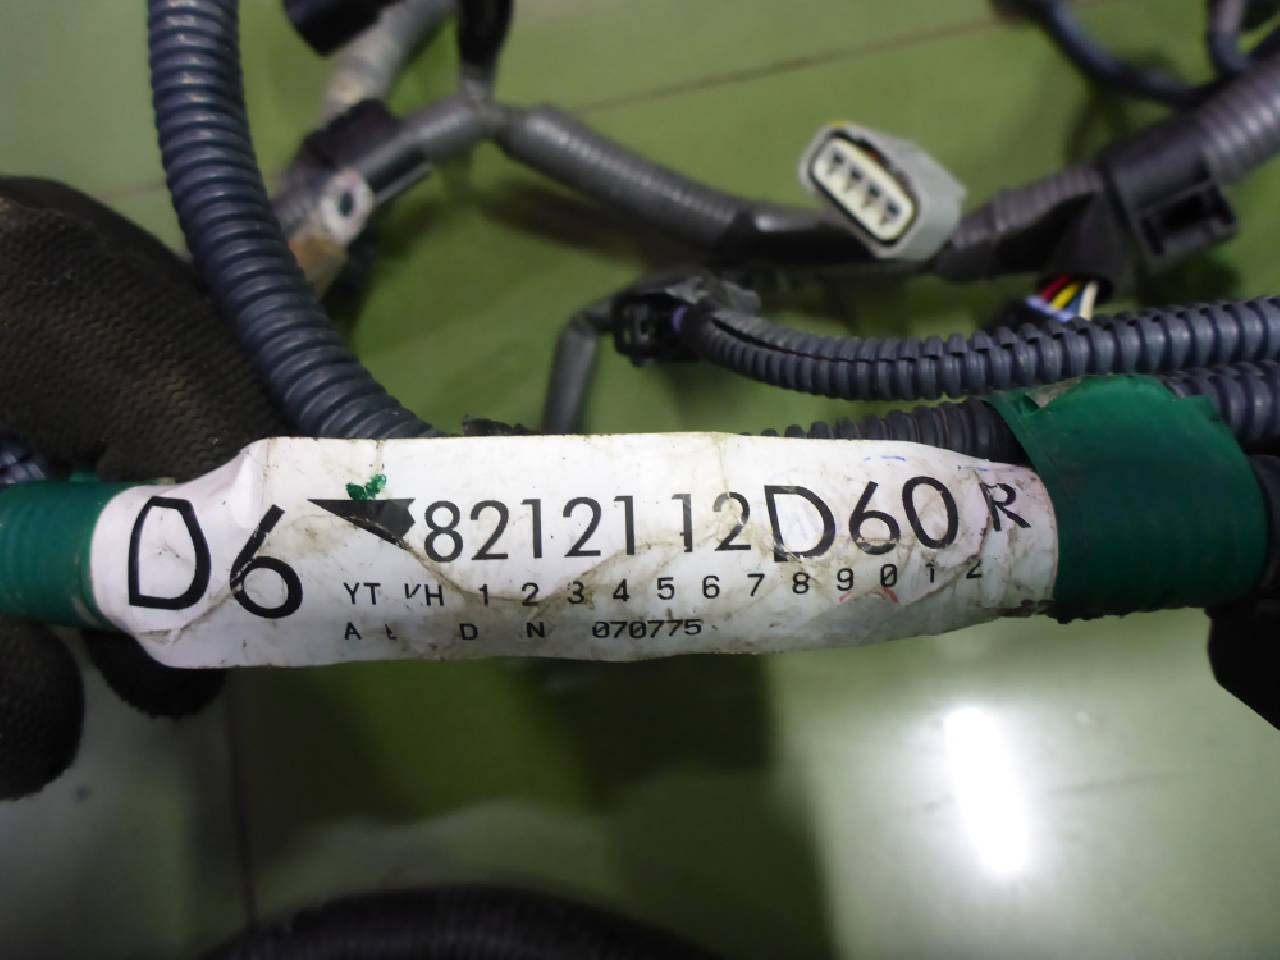 D6 8212112D60 R
YT VH 1 2 3 4 5 6 7 8 9 0 1 2
A D N 070775